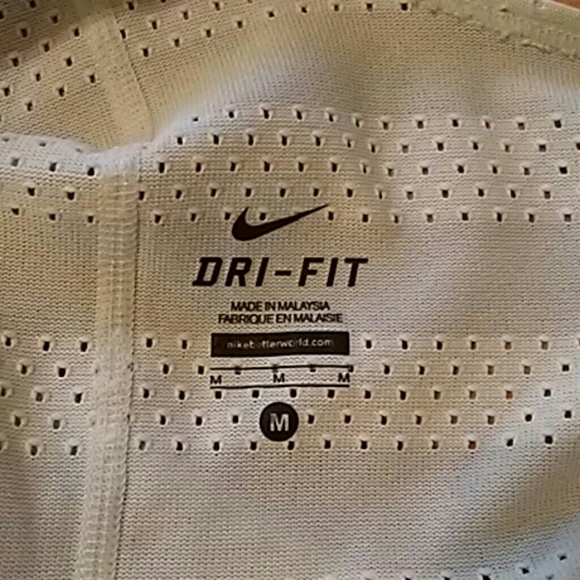 DRI-FIT
MADE IN MALAYSIA
FABRIQUE EN MALAISIE
nikebetterworld.com
M M M
M